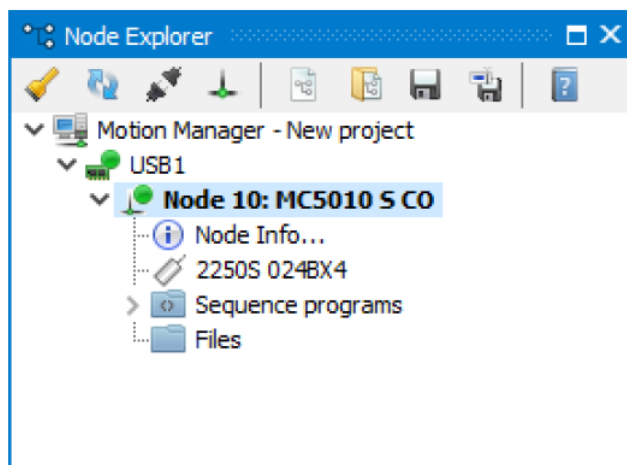 Node Explorer
Motion Manager - New project
USB1
Node 10: MC5010 S CO
Node Info...
2250S 024BX4
Sequence programs
Files